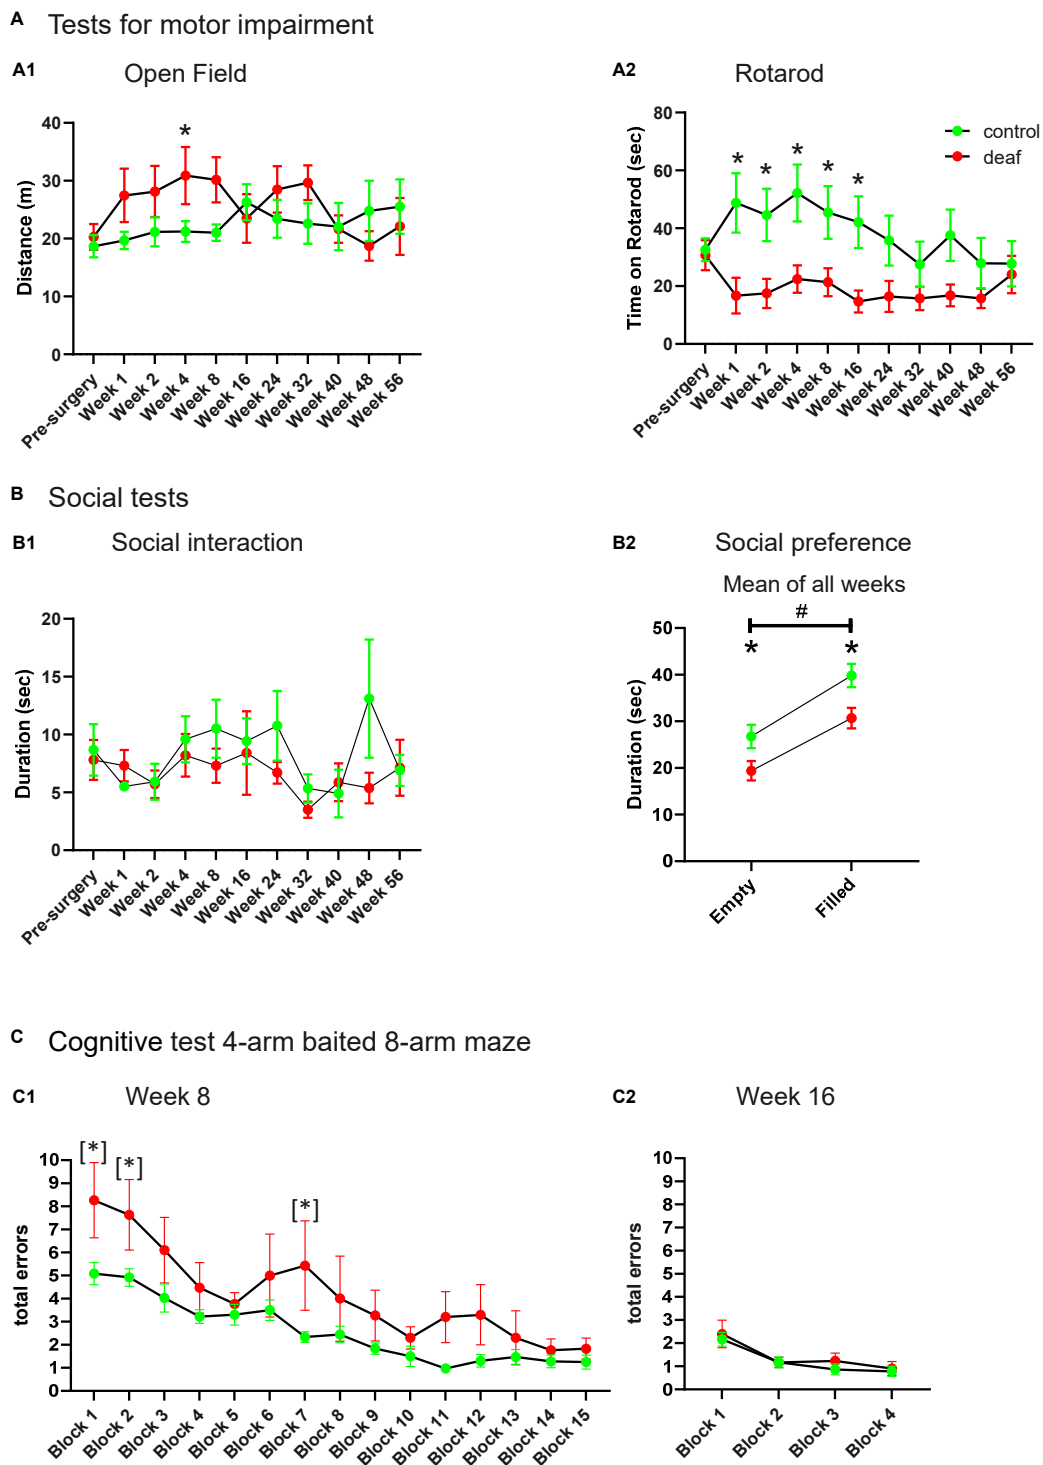 A Tests for motor impairment
A1 Open Field
Distance (m)
40
30
20
10
0
*
Pre-surgery
Week 1
Week 2
Week 4
Week 8
Week 16
Week 24
Week 32
Week 40
Week 48
Week 56
A2 Rotarod
Time on Rotarod (sec)
80
60
40
20
0
* * * * *
control
deaf
Pre-surgery
Week 1
Week 2
Week 4
Week 8
Week 16
Week 24
Week 32
Week 40
Week 48
Week 56
B Social tests
B1 Social interaction
Duration (sec)
20
15
10
5
0
Pre-surgery
Week 1
Week 2
Week 4
Week 8
Week 16
Week 24
Week 32
Week 40
Week 48
Week 56
B2 Social preference
Mean of all weeks
#
* *
Duration (sec)
50
40
30
20
10
0
Empty
Filled
C Cognitive test 4-arm baited 8-arm maze
C1 Week 8
total errors
10
9
8
7
6
5
4
3
2
1
0
[*] [*] [*]
Block 1
Block 2
Block 3
Block 4
Block 5
Block 6
Block 7
Block 8
Block 9
Block 10
Block 11
Block 12
Block 13
Block 14
Block 15
C2 Week 16
total errors
10
9
8
7
6
5
4
3
2
1
0
Block 1
Block 2
Block 3
Block 4